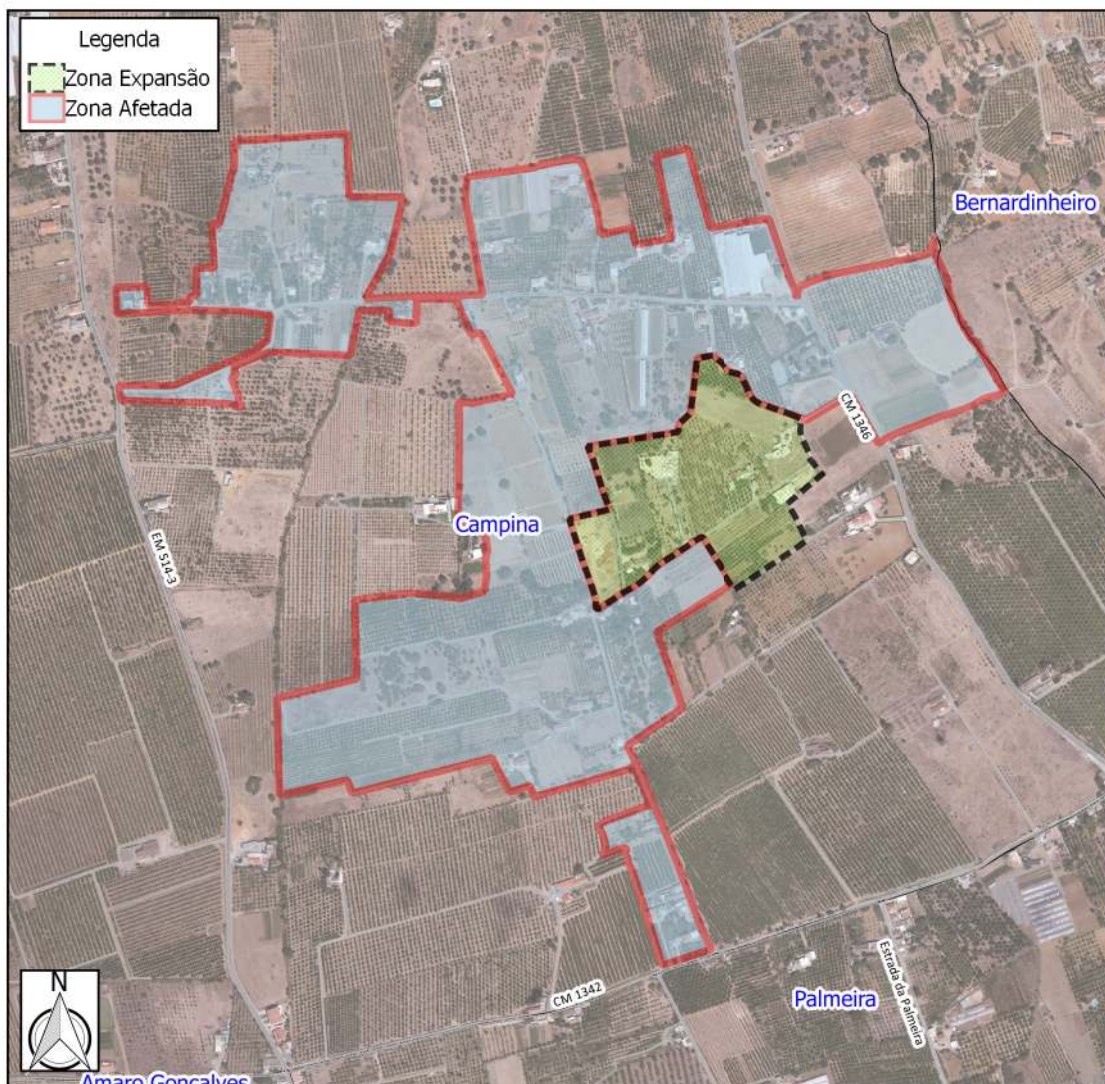 Legenda
Zona Expansão
Zona Afetada
Bernardinheiro
CM 1346
Campina
EM 514-3
CM 1342
Palmeira
Estrada da Palmeira
N
Amaro Gonçalves